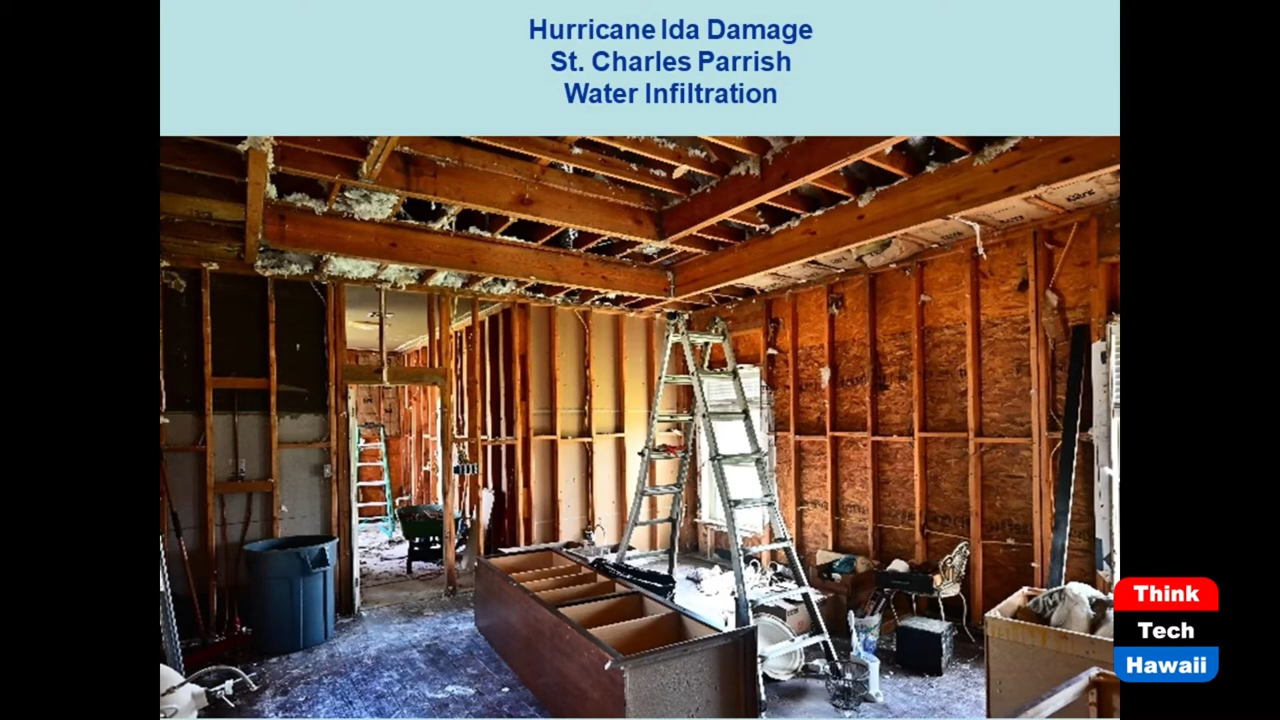 Hurricane Ida Damage
St. Charles Parrish
Water Infiltration
Think
Tech
Hawaii